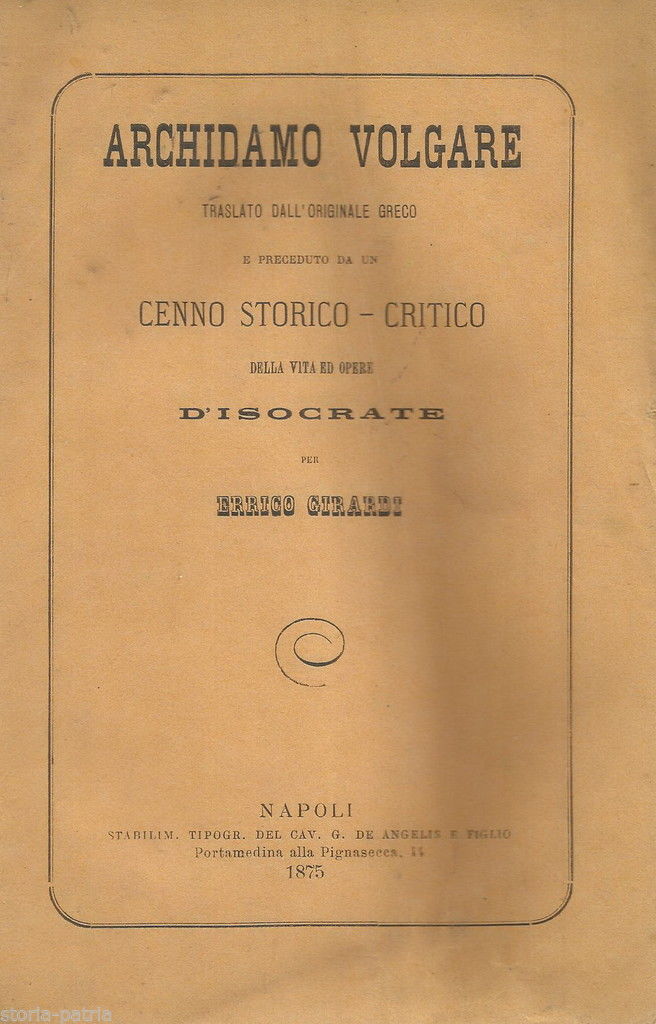 ARCHIDAMO VOLGARE
TRASLATO DALL'ORIGINALE GRECO
E PRECEDUTO DA UN
CENNO STORICO - CRITICO
DELLA VITA ED OPERE
D'ISOCRATE
PER
ERRICO GIRARDI
NAPOLI
STABILIM. TIPOGR. DEL CAV. G. DE ANGELIS E FIGLIO
Portamedina alla Pignasecca, 44
1875
storia-patria